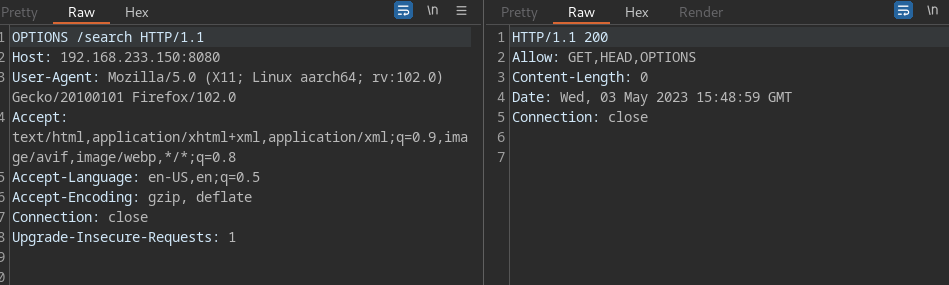 Pretty Raw Hex \n
1 OPTIONS /search HTTP/1.1
2 Host: 192.168.233.150:8080
3 User-Agent: Mozilla/5.0 (X11; Linux aarch64; rv:102.0)
Gecko/20100101 Firefox/102.0
4 Accept:
text/html,application/xhtml+xml,application/xml;q=0.9,ima
ge/avif,image/webp,*/*;q=0.8
5 Accept-Language: en-US,en;q=0.5
6 Accept-Encoding: gzip, deflate
7 Connection: close
8 Upgrade-Insecure-Requests: 1
9
0
Pretty Raw Hex Render \n
1 HTTP/1.1 200
2 Allow: GET,HEAD,OPTIONS
3 Content-Length: 0
4 Date: Wed, 03 May 2023 15:48:59 GMT
5 Connection: close
6
7